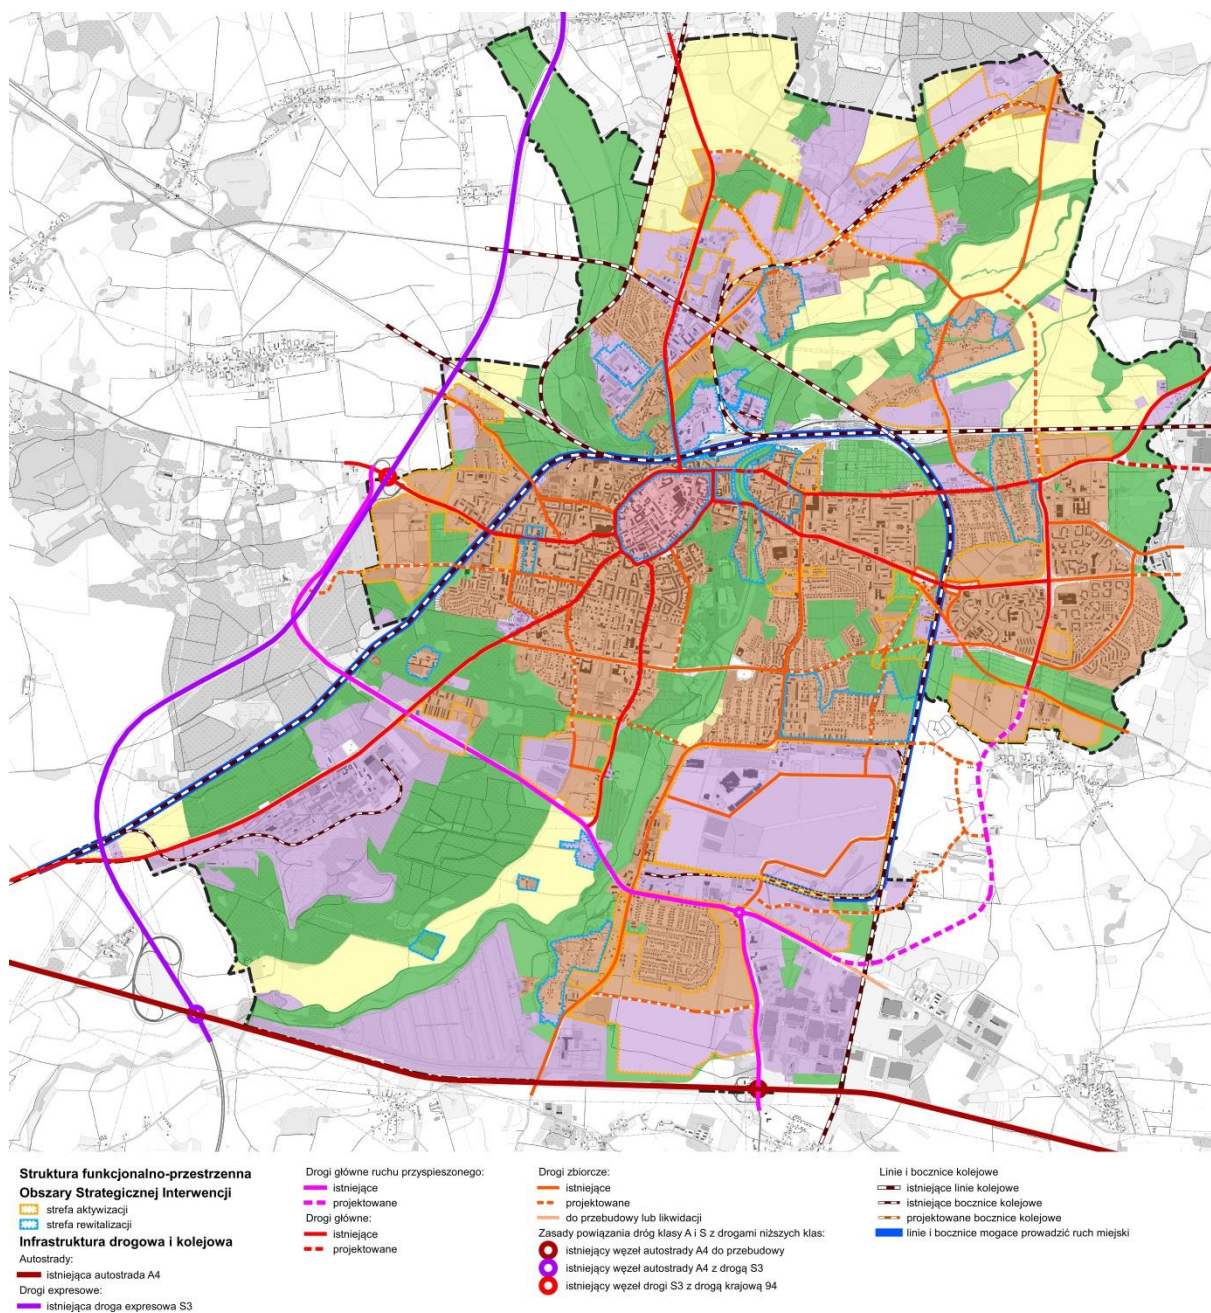 Struktura funkcjonalno-przestrzenna
Obszary Strategicznej Interwencji
strefa aktywizacji
strefa rewitalizacji
Infrastruktura drogowa i kolejowa
Autostrady:
istniejąca autostrada A4
Drogi expresowe:
istniejąca droga expresowa S3
Drogi główne ruchu przyspieszonego:
istniejące
projektowane
Drogi główne:
istniejące
projektowane
Drogi zbiorcze:
istniejące
projektowane
do przebudowy lub likwidacji
Zasady powiązania dróg klasy A i S z drogami niższych klas:
istniejący węzeł autostrady A4 do przebudowy
istniejący węzeł autostrady A4 z drogą S3
istniejący węzeł drogi S3 z drogą krajową 94
Linie i bocznice kolejowe
istniejące linie kolejowe
istniejące bocznice kolejowe
projektowane bocznice kolejowe
linie i bocznice mogace prowadzić ruch miejski